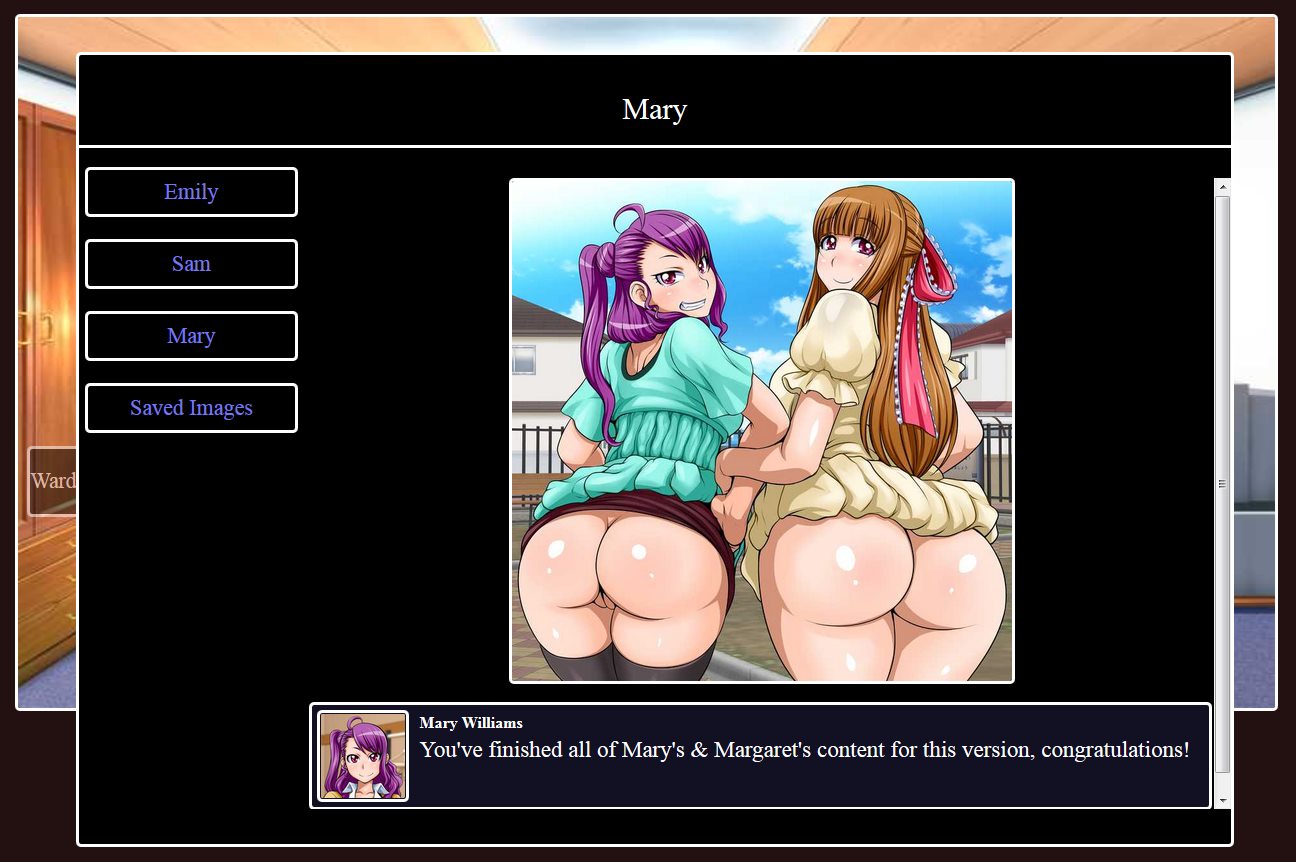 Mary
Emily
Sam
Mary
Saved Images
Ward
Mary Williams
You've finished all of Mary's & Margaret's content for this version, congratulations!